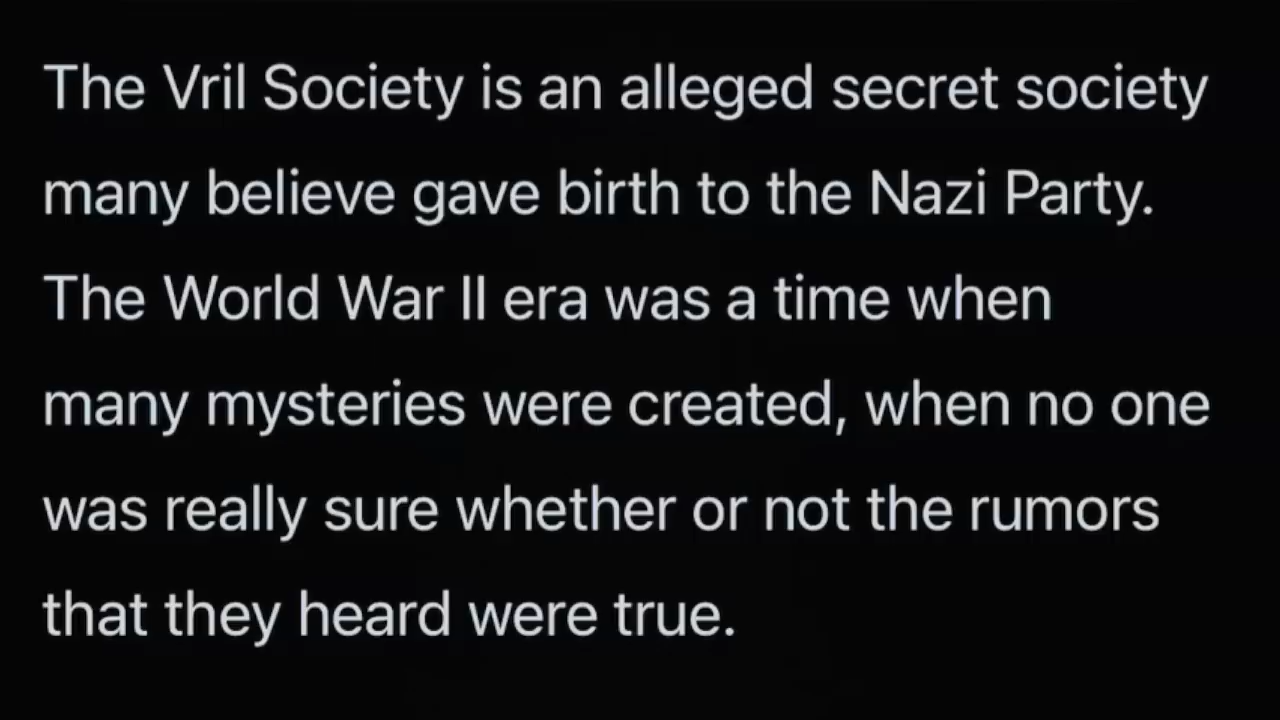 The Vril Society is an alleged secret society
many believe gave birth to the Nazi Party.
The World War II era was a time when
many mysteries were created, when no one
was really sure whether or not the rumors
that they heard were true.